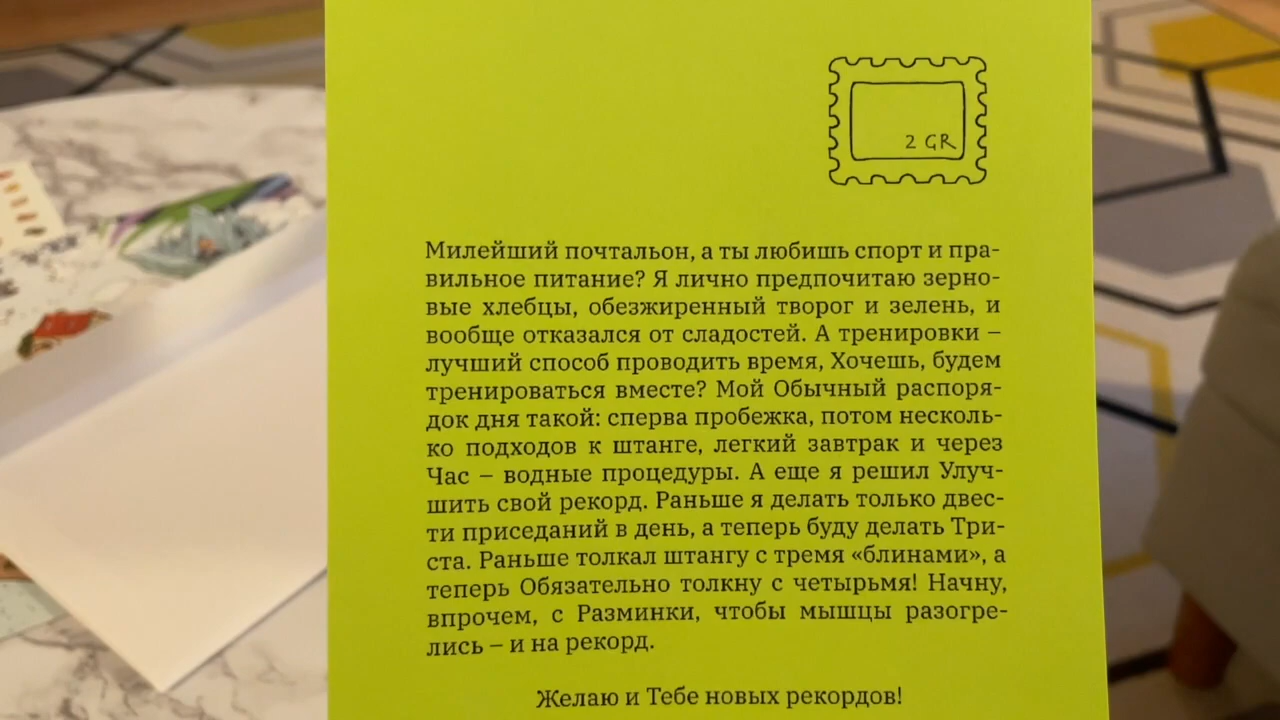 2 GR
Милейший почтальон, а ты любишь спорт и пра-
вильное питание? Я лично предпочитаю зерно-
вые хлебцы, обезжиренный творог и зелень, и
вообще отказался от сладостей. А тренировки –
лучший способ проводить время, Хочешь, будем
тренироваться вместе? Мой Обычный распоря-
док дня такой: сперва пробежка, потом несколь-
ко подходов к штанге, легкий завтрак и через
Час – водные процедуры. А еще я решил Улуч-
шить свой рекорд. Раньше я делать только двес-
ти приседаний в день, а теперь буду делать Три-
ста. Раньше толкал штангу с тремя «блинами», а
теперь Обязательно толкну с четырьмя! Начну,
впрочем, с Разминки, чтобы мышцы разогре-
лись – и на рекорд.
Желаю и Тебе новых рекордов!